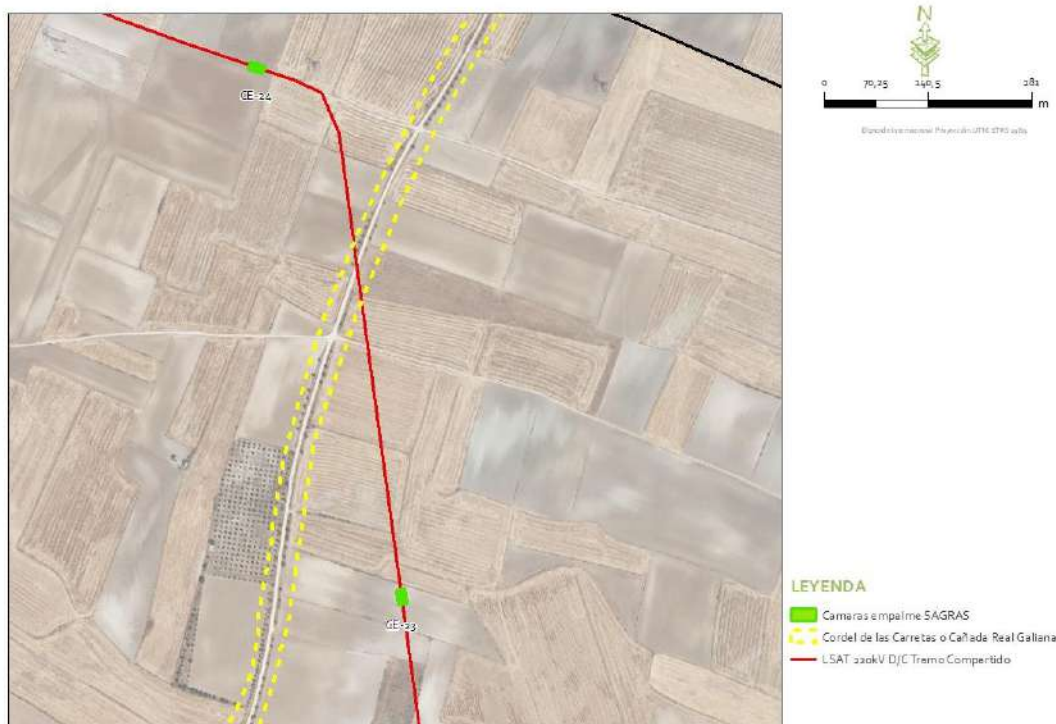 N
0 70,25 140,5 281
m
CE-24
CE-23
LEYENDA
Camaras empalme SAGRAS
Cordel de las Carretas o Cañada Real Galiana
LSAT 220kV D/C Tramo Compartido